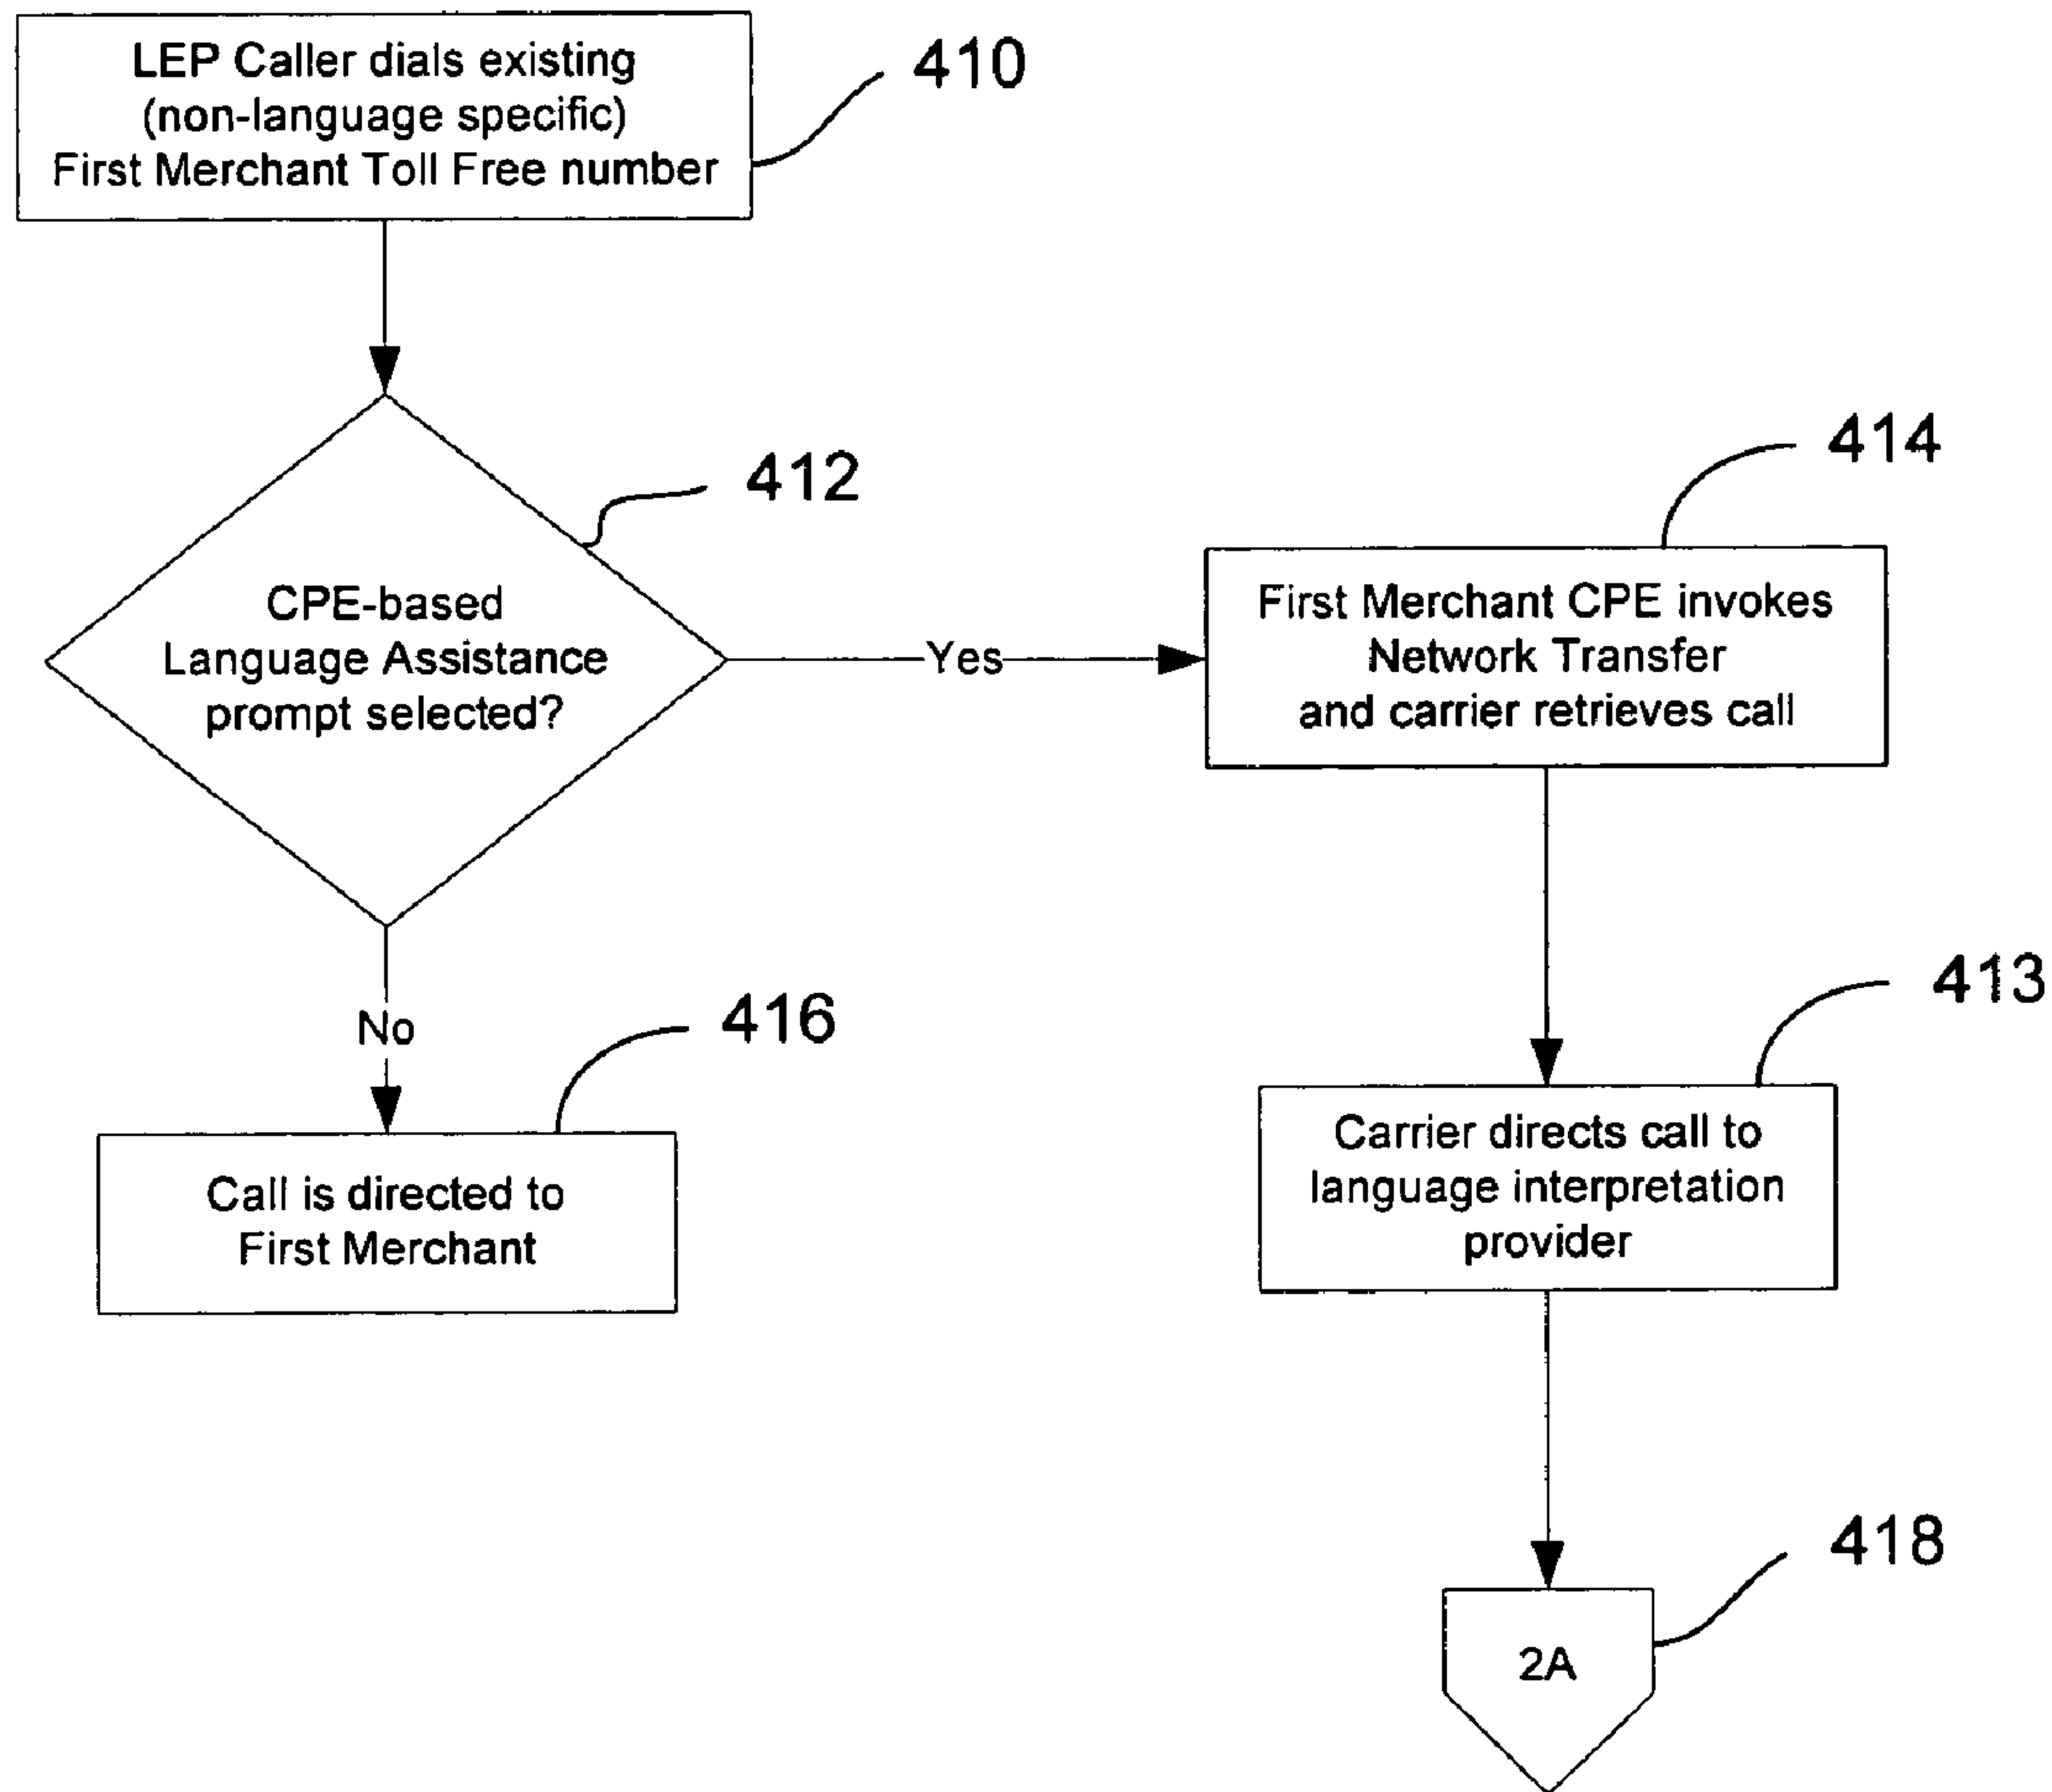 LEP Caller dials existing
(non-language specific)
First Merchant Toll Free number
410
412
CPE-based
Language Assistance
prompt selected?
Yes
414
First Merchant CPE invokes
Network Transfer
and carrier retrieves call
No
416
Call is directed to
First Merchant
413
Carrier directs call to
language interpretation
provider
418
2A